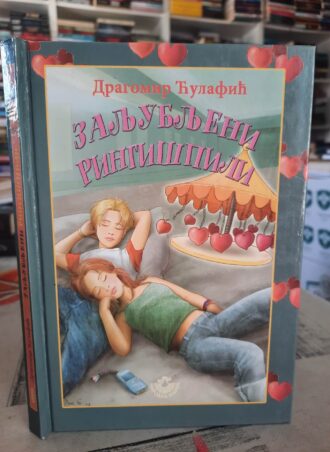 Драгомир Ћулафић
ЗАЉУБЉЕНИ
РИНГИШПИЛИ